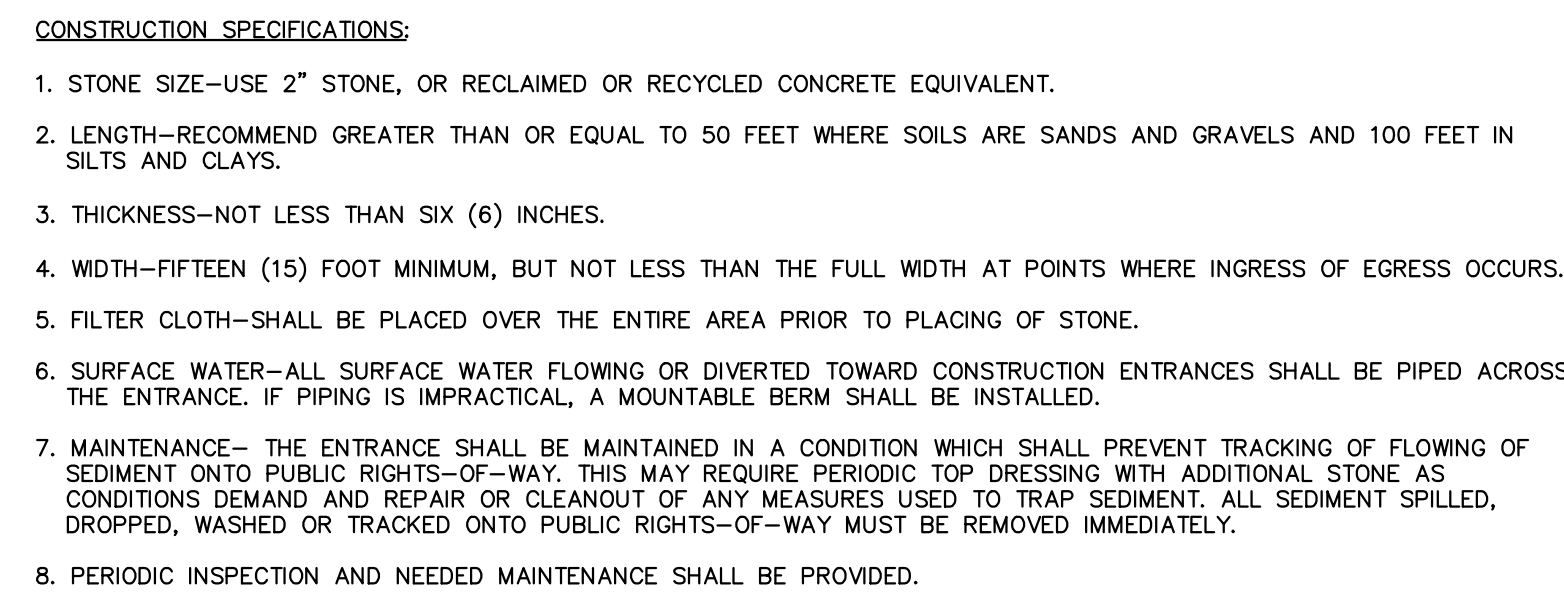 CONSTRUCTION SPECIFICATIONS:
1. STONE SIZE–USE 2" STONE, OR RECLAIMED OR RECYCLED CONCRETE EQUIVALENT.
2. LENGTH–RECOMMEND GREATER THAN OR EQUAL TO 50 FEET WHERE SOILS ARE SANDS AND GRAVELS AND 100 FEET IN
SILTS AND CLAYS.
3. THICKNESS–NOT LESS THAN SIX (6) INCHES.
4. WIDTH–FIFTEEN (15) FOOT MINIMUM, BUT NOT LESS THAN THE FULL WIDTH AT POINTS WHERE INGRESS OF EGRESS OCCURS.
5. FILTER CLOTH–SHALL BE PLACED OVER THE ENTIRE AREA PRIOR TO PLACING OF STONE.
6. SURFACE WATER–ALL SURFACE WATER FLOWING OR DIVERTED TOWARD CONSTRUCTION ENTRANCES SHALL BE PIPED ACROSS
THE ENTRANCE. IF PIPING IS IMPRACTICAL, A MOUNTABLE BERM SHALL BE INSTALLED.
7. MAINTENANCE– THE ENTRANCE SHALL BE MAINTAINED IN A CONDITION WHICH SHALL PREVENT TRACKING OF FLOWING OF
SEDIMENT ONTO PUBLIC RIGHTS–OF–WAY. THIS MAY REQUIRE PERIODIC TOP DRESSING WITH ADDITIONAL STONE AS
CONDITIONS DEMAND AND REPAIR OR CLEANOUT OF ANY MEASURES USED TO TRAP SEDIMENT. ALL SEDIMENT SPILLED,
DROPPED, WASHED OR TRACKED ONTO PUBLIC RIGHTS–OF–WAY MUST BE REMOVED IMMEDIATELY.
8. PERIODIC INSPECTION AND NEEDED MAINTENANCE SHALL BE PROVIDED.